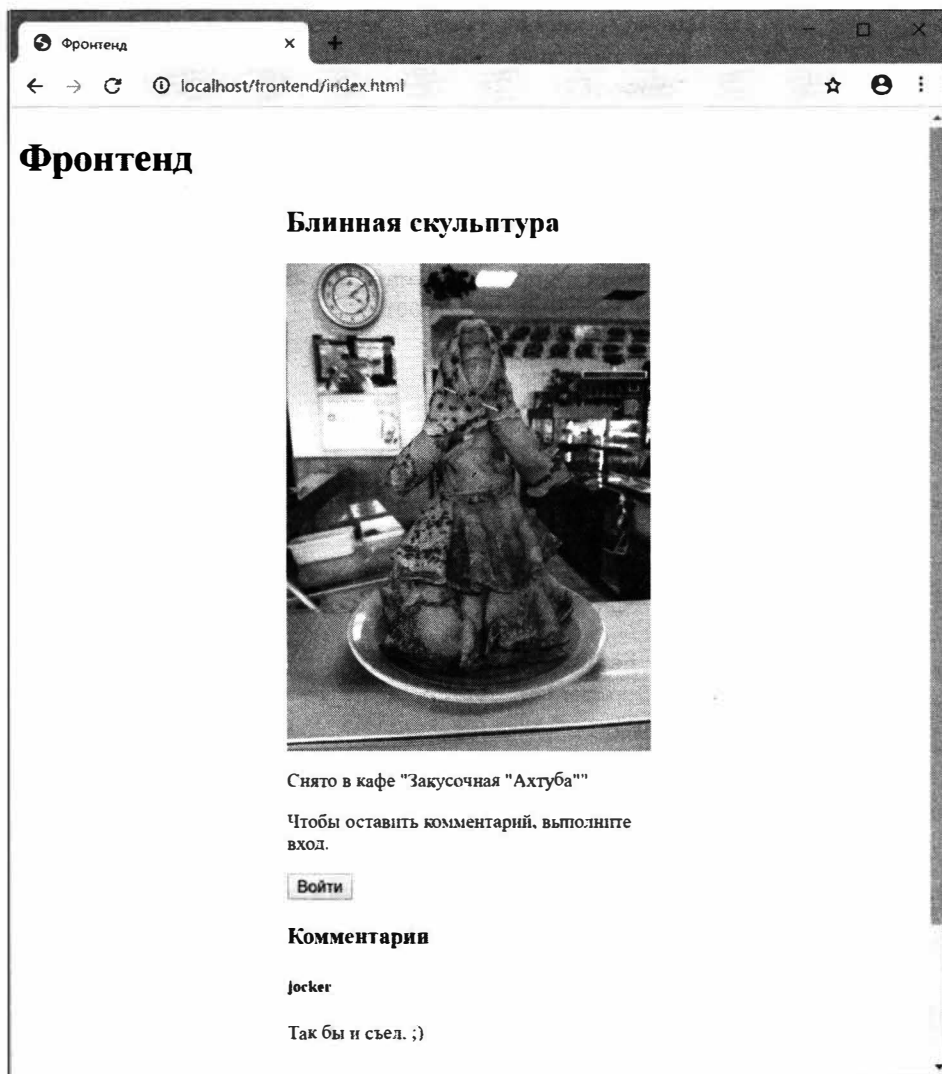 Фронтенд
localhost/frontend/index.html
Фронтенд
Блинная скульптура
Снято в кафе "Закусочная "Ахтуба""
Чтобы оставить комментарий, выполните
вход.
Войти
Комментарии
jocker
Так бы и съел. ;)